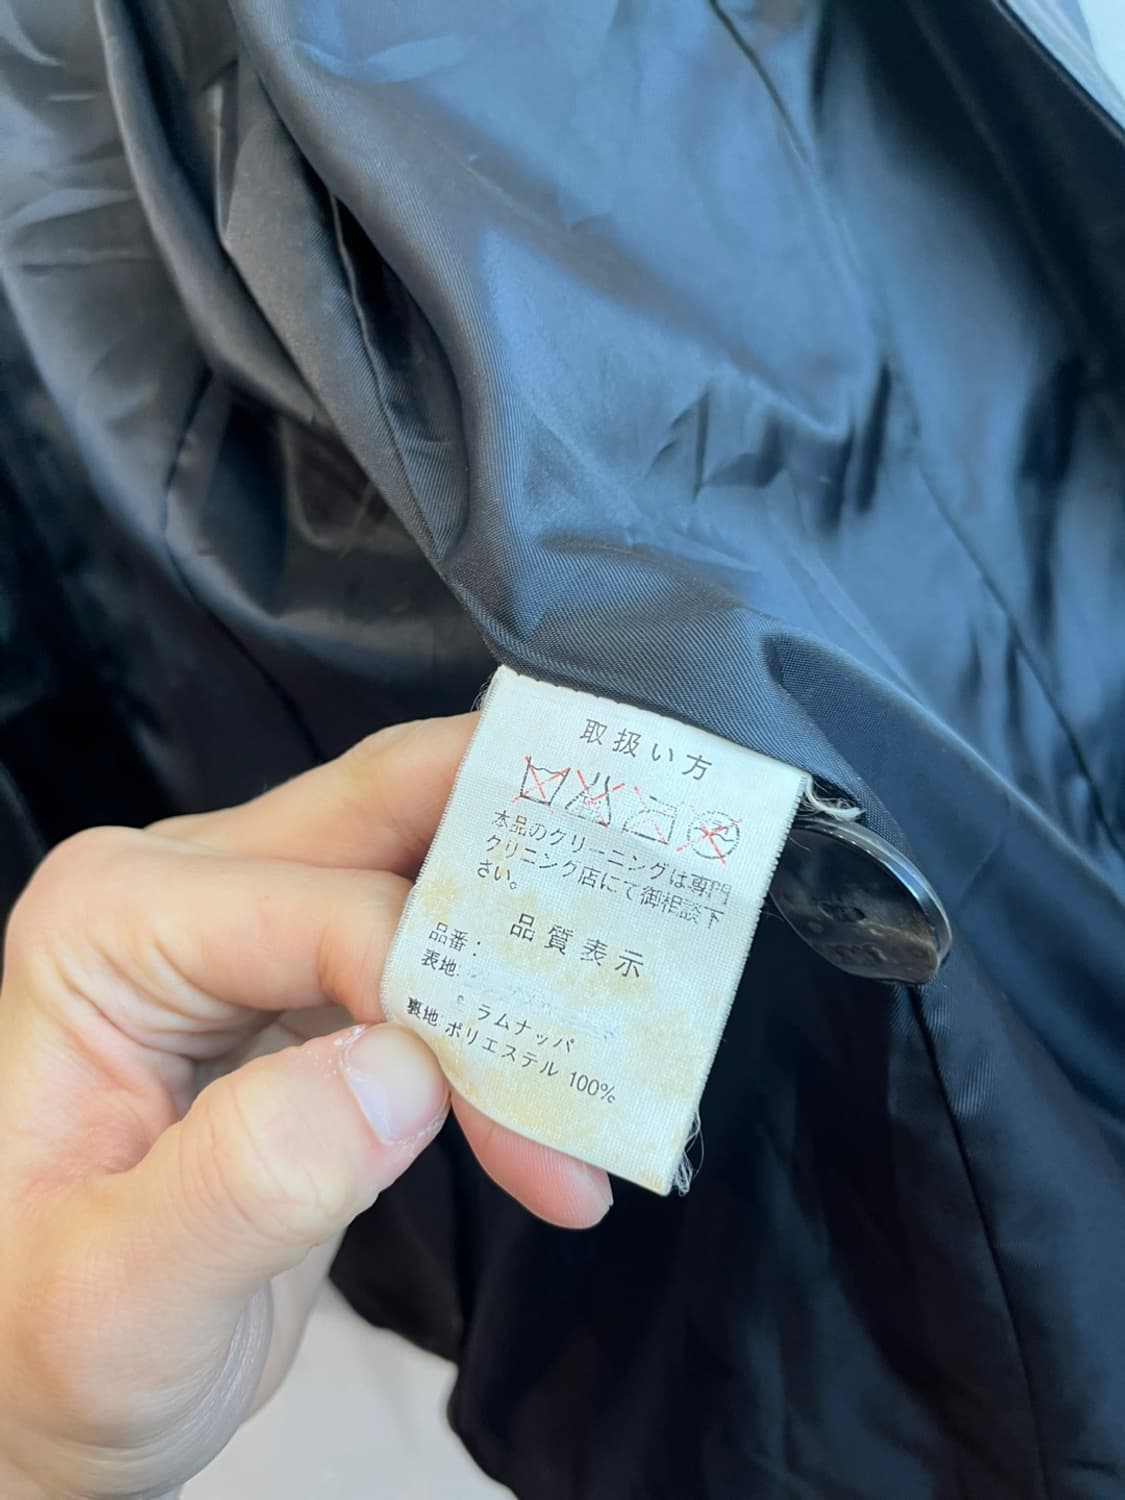 取扱い方
本品のクリーニングは専門
クリニング店にて御相談下
さい。
品質表示
品番：
表地:
ラムナッパ
裏地 ポリエステル 100%